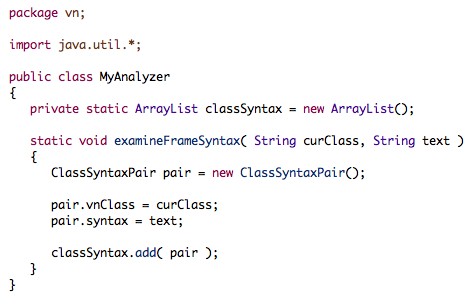 package vn;
import java.util.*;
public class MyAnalyzer
{
private static ArrayList classSyntax = new ArrayList();
static void examineFrameSyntax( String curClass, String text )
{
ClassSyntaxPair pair = new ClassSyntaxPair();
pair.vnClass = curClass;
pair.syntax = text;
classSyntax.add( pair );
}
}